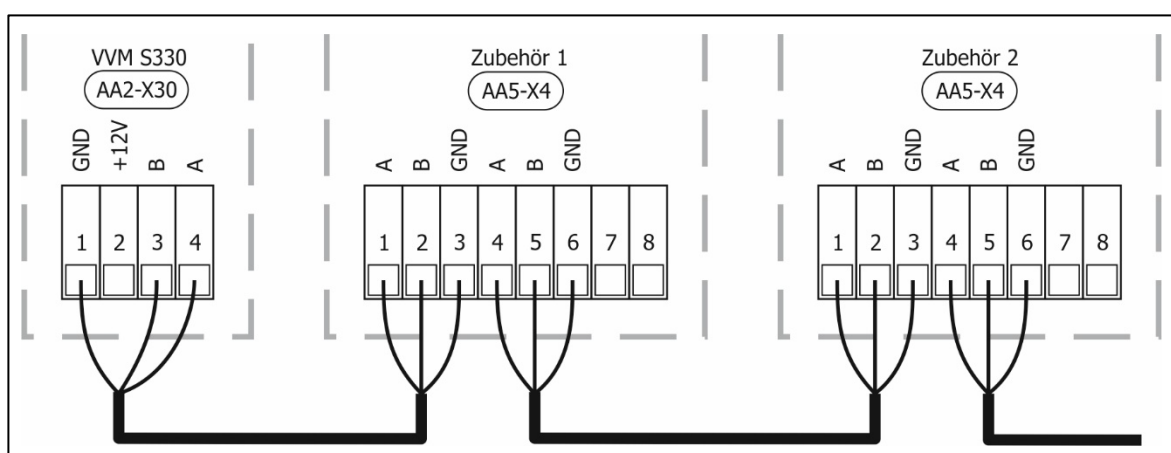 VVM S330
AA2-X30
GND +12V B A
1 2 3 4
Zubehör 1
AA5-X4
A B GND A B GND
1 2 3 4 5 6 7 8
Zubehör 2
AA5-X4
A B GND A B GND
1 2 3 4 5 6 7 8